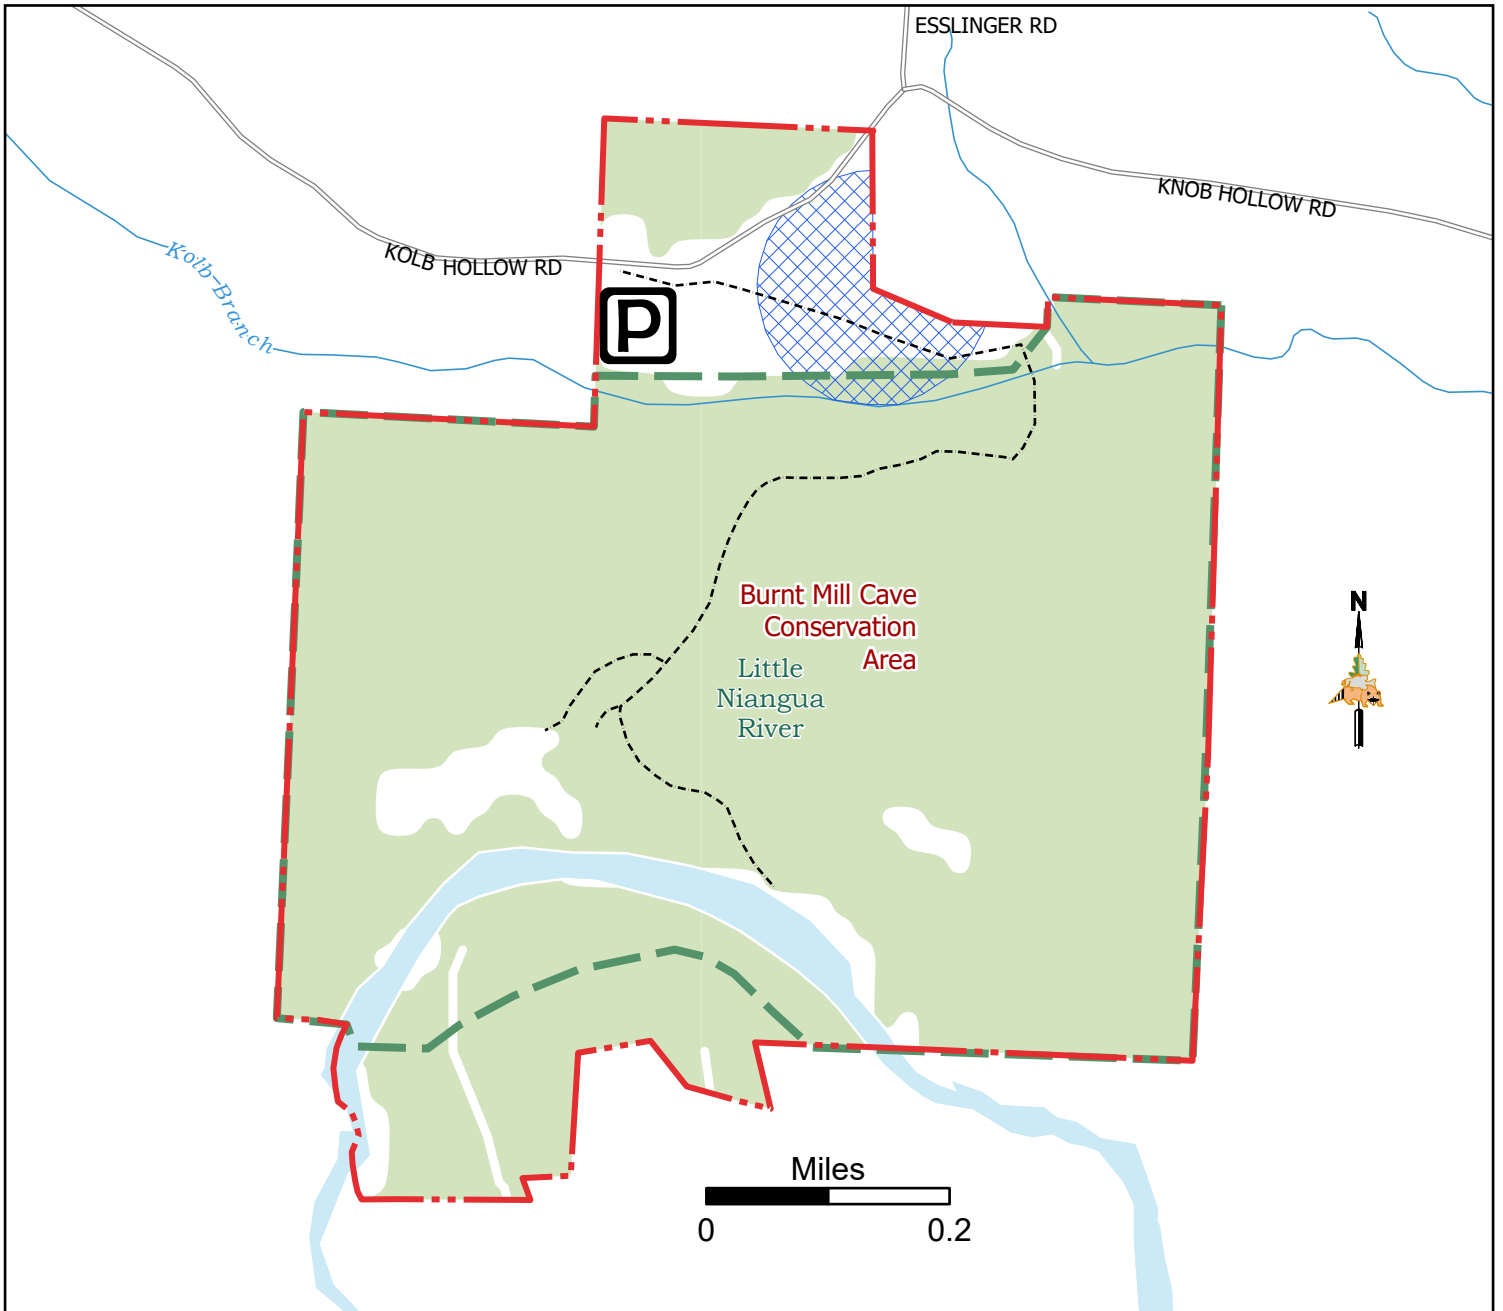 ESSLINGER RD
KNOB HOLLOW RD
Kolb Branch
KOLB HOLLOW RD
P
Burnt Mill Cave
Conservation
Area
Little
Niangua
River
N
Miles
0 0.2